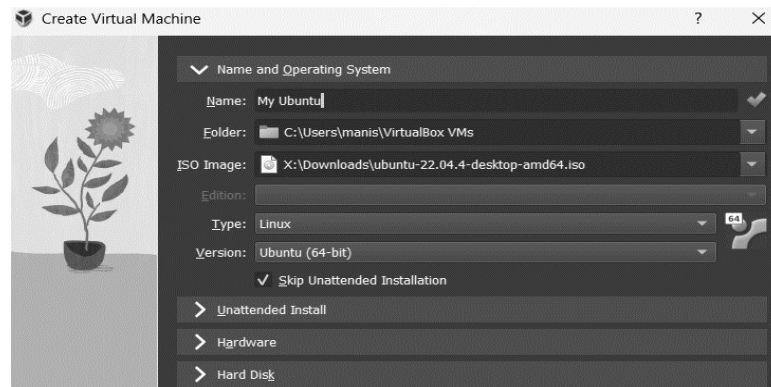 Create Virtual Machine ?
Name and Operating System
Name: My Ubuntu
Folder: C:\Users\manis\VirtualBox VMs
ISO Image: X:\Downloads\ubuntu-22.04.4-desktop-amd64.iso
Edition:
Type: Linux 64
Version: Ubuntu (64-bit)
Skip Unattended Installation
Unattended Install
Hardware
Hard Disk